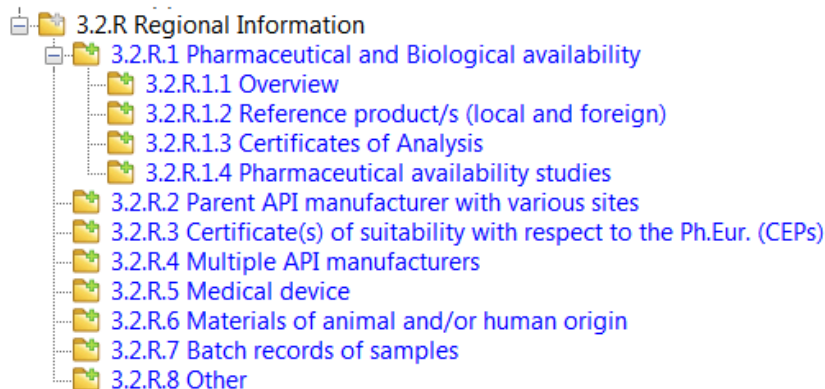 3.2.R Regional Information
3.2.R.1 Pharmaceutical and Biological availability
3.2.R.1.1 Overview
3.2.R.1.2 Reference product/s (local and foreign)
3.2.R.1.3 Certificates of Analysis
3.2.R.1.4 Pharmaceutical availability studies
3.2.R.2 Parent API manufacturer with various sites
3.2.R.3 Certificate(s) of suitability with respect to the Ph.Eur. (CEPs)
3.2.R.4 Multiple API manufacturers
3.2.R.5 Medical device
3.2.R.6 Materials of animal and/or human origin
3.2.R.7 Batch records of samples
3.2.R.8 Other